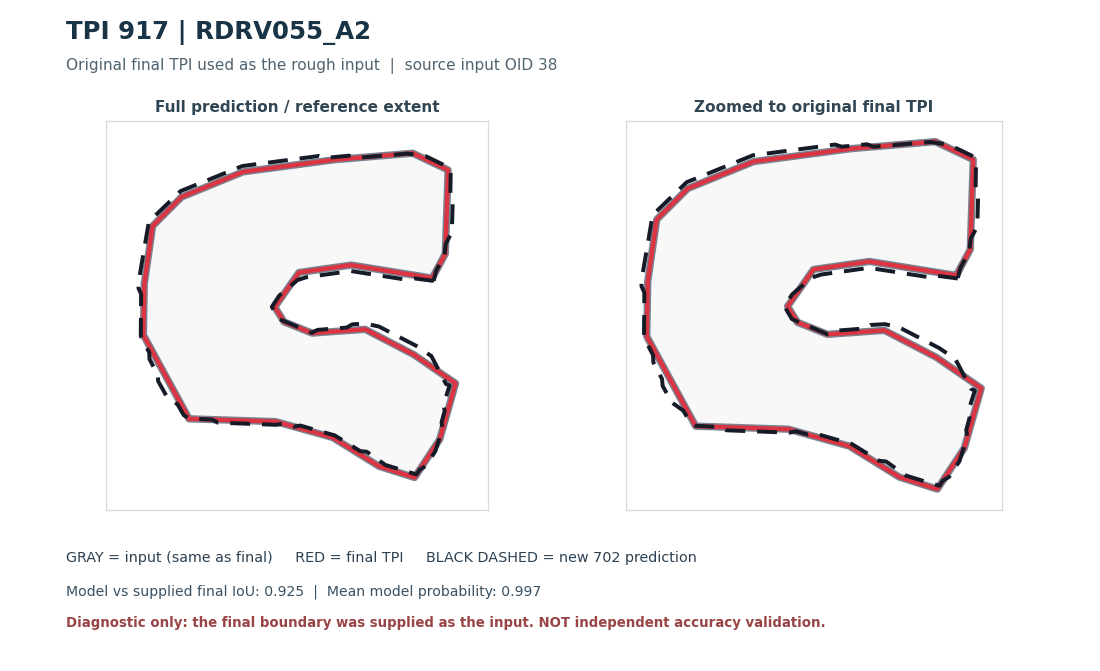 TPI 917 | RDRV055_A2
Original final TPI used as the rough input | source input OID 38
Full prediction / reference extent
Zoomed to original final TPI
GRAY = input (same as final) RED = final TPI BLACK DASHED = new 702 prediction
Model vs supplied final IoU: 0.925 | Mean model probability: 0.997
Diagnostic only: the final boundary was supplied as the input. NOT independent accuracy validation.